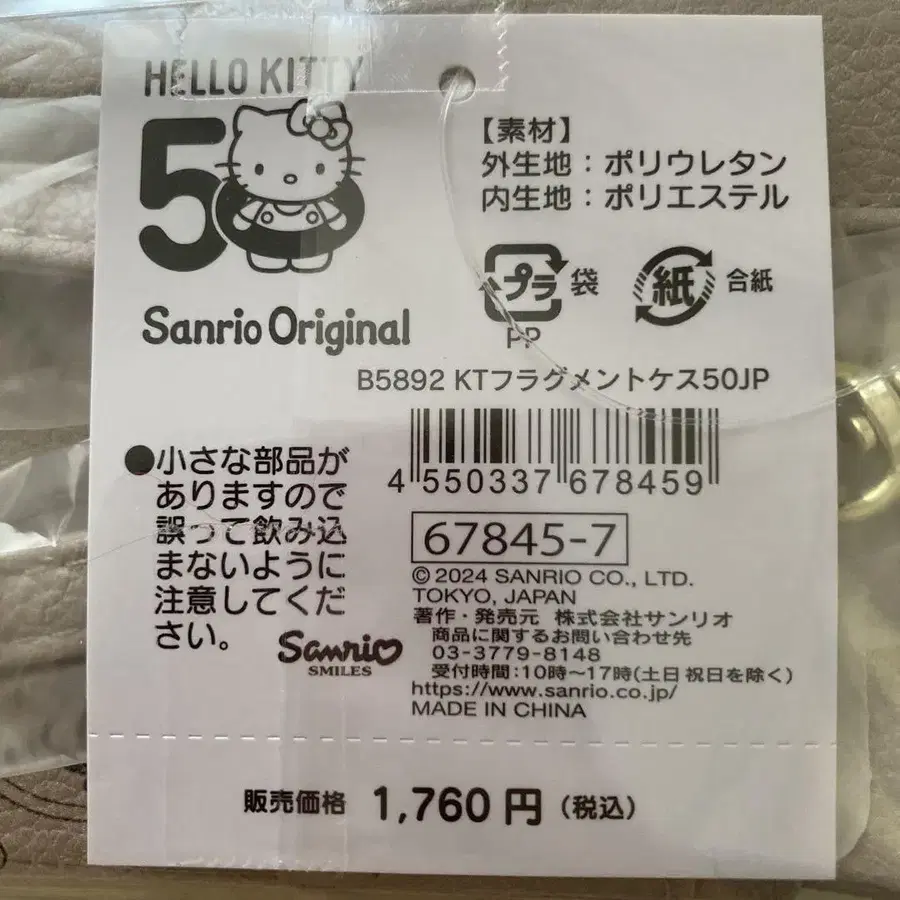 HELLO KITTY
50
Sanrio Original
【素材】
外生地：ポリウレタン
内生地：ポリエステル
プラ 袋
PP
紙 合紙
B5892 KTフラグメントケス50JP
4 550337 678459
67845-7
●小さな部品が
ありますので
誤って飲み込
まないように
注意してくだ
さい。
Sanrio
SMILES
© 2024 SANRIO CO., LTD.
TOKYO, JAPAN
著作・発売元 株式会社サンリオ
商品に関するお問い合わせ先
03-3779-8148
受付時間：10時～17時(土日 祝日を除く)
https://www.sanrio.co.jp/
MADE IN CHINA
販売価格 1,760円（税込）